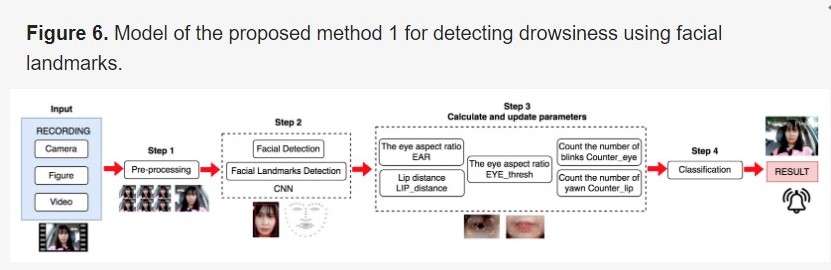 Figure 6. Model of the proposed method 1 for detecting drowsiness using facial
landmarks.
Input
RECORDING
Camera
Figure
Video
Step 1
Pre-processing
Step 2
Facial Detection
Facial Landmarks Detection
CNN
Step 3
Calculate and update parameters
The eye aspect ratio
EAR
Lip distance
LIP_distance
The eye aspect ratio
EYE_thresh
Count the number of
blinks Counter_eye
Count the number of
yawn Counter_lip
Step 4
Classification
RESULT